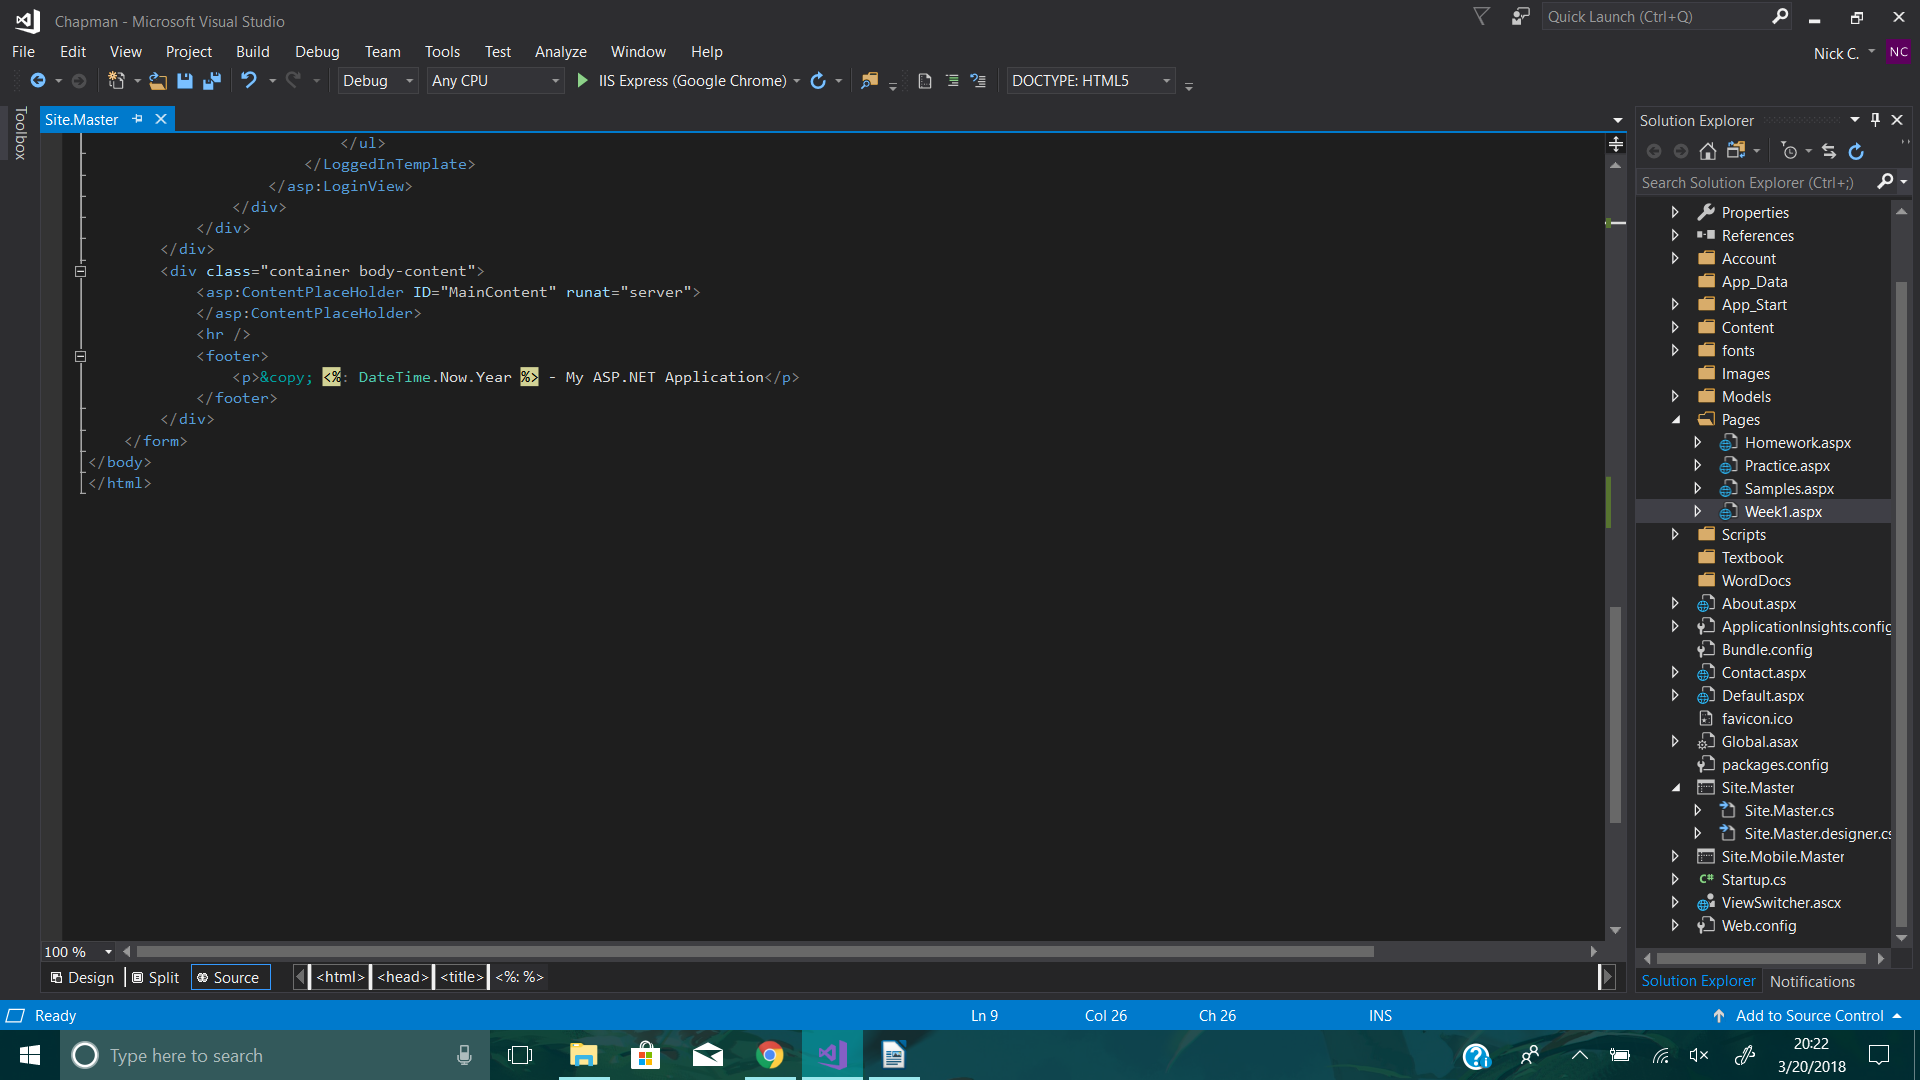 Chapman - Microsoft Visual Studio
Quick Launch (Ctrl+Q)
File Edit View Project Build Debug Team Tools Test Analyze Window Help
Nick C. NC
Debug Any CPU IIS Express (Google Chrome) DOCTYPE: HTML5
Toolbox
Site.Master
</ul>
</LoggedInTemplate>
</asp:LoginView>
</div>
</div>
</div>
<div class="container body-content">
<asp:ContentPlaceHolder ID="MainContent" runat="server">
</asp:ContentPlaceHolder>
<hr />
<footer>
<p>&copy; <%: DateTime.Now.Year %> - My ASP.NET Application</p>
</footer>
</div>
</form>
</body>
</html>
100 %
Design Split Source <html> <head> <title> <%: %>
Solution Explorer
Search Solution Explorer (Ctrl+;)
Properties
References
Account
App_Data
App_Start
Content
fonts
Images
Models
Pages
Homework.aspx
Practice.aspx
Samples.aspx
Week1.aspx
Scripts
Textbook
WordDocs
About.aspx
ApplicationInsights.config
Bundle.config
Contact.aspx
Default.aspx
favicon.ico
Global.asax
packages.config
Site.Master
Site.Master.cs
Site.Master.designer.cs
Site.Mobile.Master
C# Startup.cs
ViewSwitcher.ascx
Web.config
Solution Explorer Notifications
Ready Ln 9 Col 26 Ch 26 INS Add to Source Control
Type here to search
20:22
3/20/2018